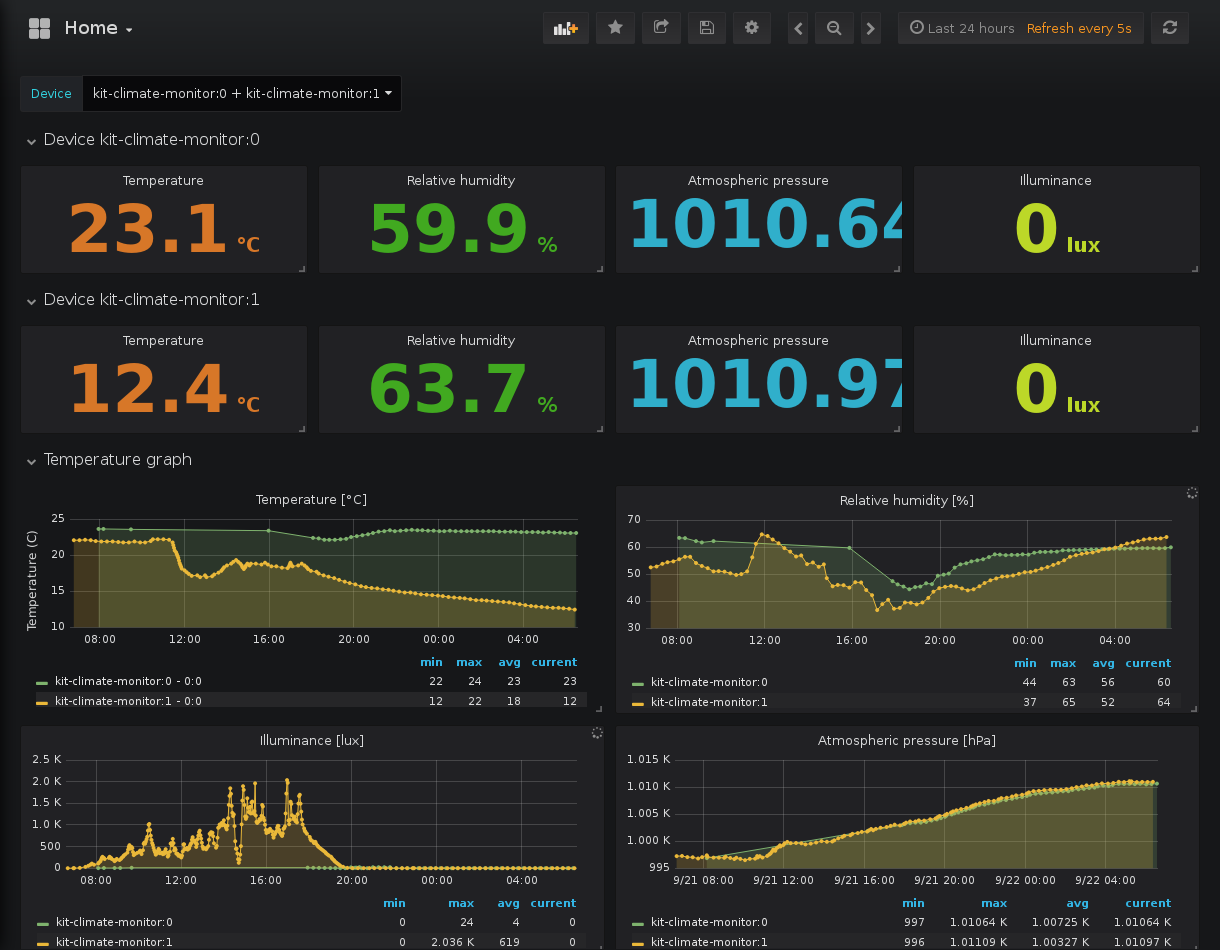 Home
Last 24 hours Refresh every 5s
Device kit-climate-monitor:0 + kit-climate-monitor:1
Device kit-climate-monitor:0
Temperature Relative humidity Atmospheric pressure Illuminance
23.1 °C 59.9 % 1010.64 0 lux
Device kit-climate-monitor:1
Temperature Relative humidity Atmospheric pressure Illuminance
12.4 °C 63.7 % 1010.97 0 lux
Temperature graph
Temperature [°C]
Temperature (C)
25
20
15
10
08:00 12:00 16:00 20:00 00:00 04:00
min max avg current
kit-climate-monitor:0 - 0:0 22 24 23 23
kit-climate-monitor:1 - 0:0 12 22 18 12
Relative humidity [%]
70
60
50
40
30
08:00 12:00 16:00 20:00 00:00 04:00
min max avg current
kit-climate-monitor:0 44 63 56 60
kit-climate-monitor:1 37 65 52 64
Illuminance [lux]
2.5 K
2.0 K
1.5 K
1.0 K
500
0
08:00 12:00 16:00 20:00 00:00 04:00
min max avg current
kit-climate-monitor:0 0 24 4 0
kit-climate-monitor:1 0 2.036 K 619 0
Atmospheric pressure [hPa]
1.015 K
1.010 K
1.005 K
1.000 K
995
9/21 08:00 9/21 12:00 9/21 16:00 9/21 20:00 9/22 00:00 9/22 04:00
min max avg current
kit-climate-monitor:0 997 1.01064 K 1.00725 K 1.01064 K
kit-climate-monitor:1 996 1.01109 K 1.00327 K 1.01097 K